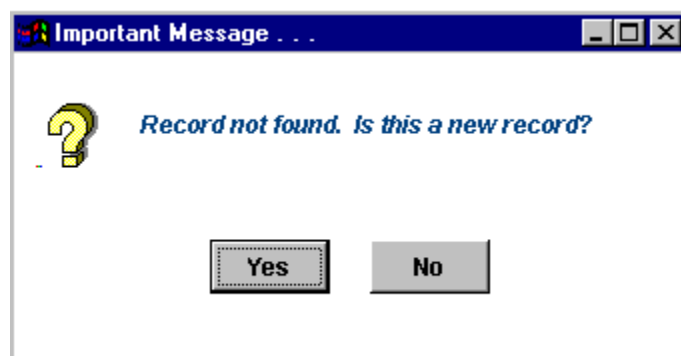 Important Message . . .
Record not found.  Is this a new record?
Yes No